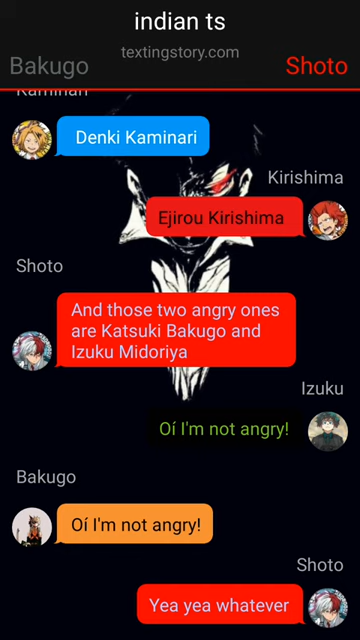 indian ts
textingstory.com
Bakugo
Shoto
Kaminari
Denki Kaminari
Kirishima
Ejirou Kirishima
Shoto
And those two angry ones
are Katsuki Bakugo and
Izuku Midoriya
Izuku
Oí I'm not angry!
Bakugo
Oí I'm not angry!
Shoto
Yea yea whatever